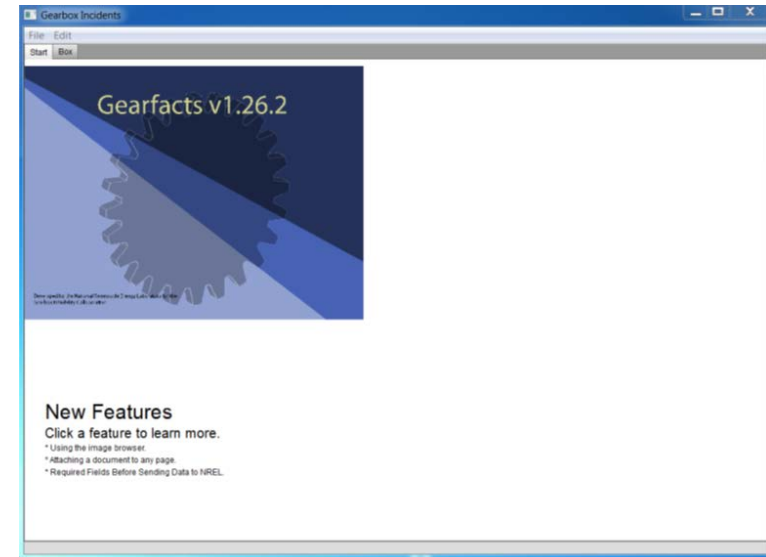 Gearbox Incidents
File Edit
Start Box
Gearfacts v1.26.2
New Features
Click a feature to learn more.
* Using the image browser.
* Attaching a document to any page.
* Required Fields Before Sending Data to NREL.